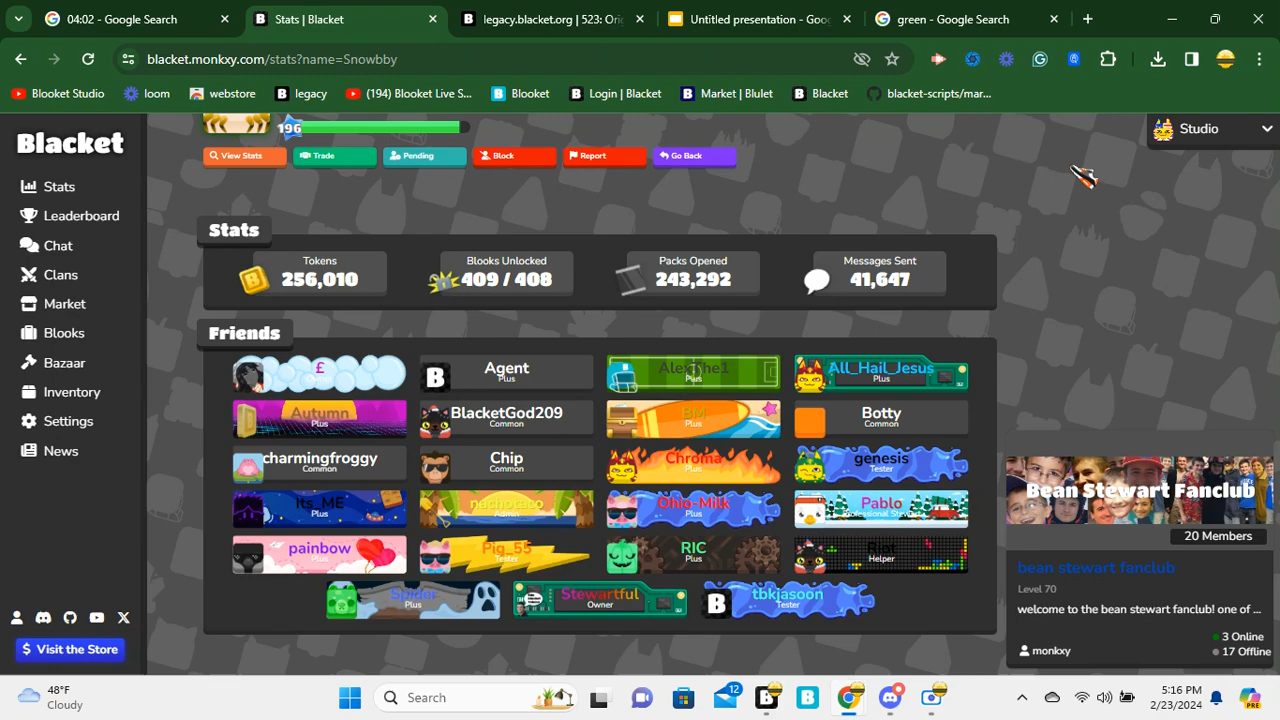 04:02 - Google Search
Stats | Blacket
legacy.blacket.org | 523: Ori
Untitled presentation - Goog
green - Google Search
blacket.monkxy.com/stats?name=Snowbby
Blooket Studio
loom
webstore
legacy
(194) Blooket Live S...
Blooket
Login | Blacket
Market | Blulet
Blacket
blacket-scripts/mar...
Blacket
Stats
Leaderboard
Chat
Clans
Market
Blooks
Bazaar
Inventory
Settings
News
$ Visit the Store
196
View Stats
Trade
Pending
Block
Report
Go Back
Studio
Stats
Tokens
256,010
Blooks Unlocked
409 / 408
Packs Opened
243,292
Messages Sent
41,647
Friends
£
Agent
Plus
AlexThe1
Plus
All_Hail_Jesus
Plus
Autumn
Plus
BlacketGod209
Common
BM
Plus
Botty
Common
charmingfroggy
Common
Chip
Common
Chroma
Plus
genesis
Tester
Its_ME
Plus
nachotaco
Admin
Ohio-Milk
Plus
Pablo
painbow
Plus
Pig_55
Tester
RIC
Plus
Riot
Helper
Spider
Plus
Stewartful
Owner
tbkjasoon
Tester
Bean Stewart Fanclub
20 Members
bean stewart fanclub
Level 70
welcome to the bean stewart fanclub! one of ...
3 Online
monkxy
17 Offline
48°F
Cloudy
Search
12
5:16 PM
2/23/2024
PRE